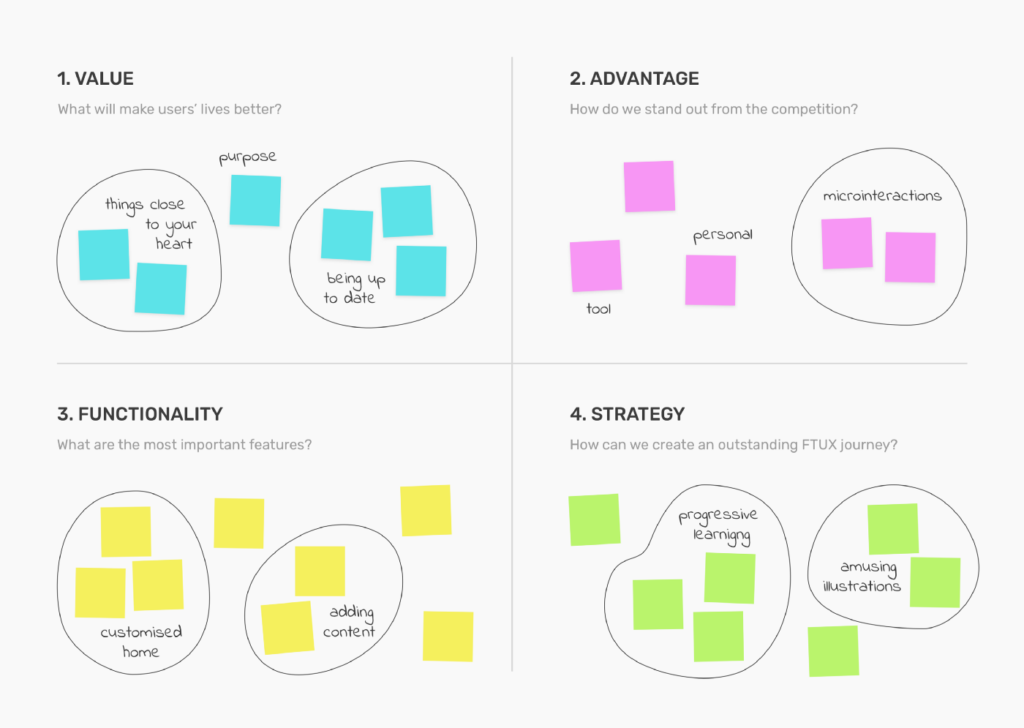 1. VALUE
What will make users' lives better?
purpose
things close
to your
heart
being up
to date
2. ADVANTAGE
How do we stand out from the competition?
microinteractions
personal
tool
3. FUNCTIONALITY
What are the most important features?
customised
home
adding
content
4. STRATEGY
How can we create an outstanding FTUX journey?
progressive
learnigng
amusing
illustrations